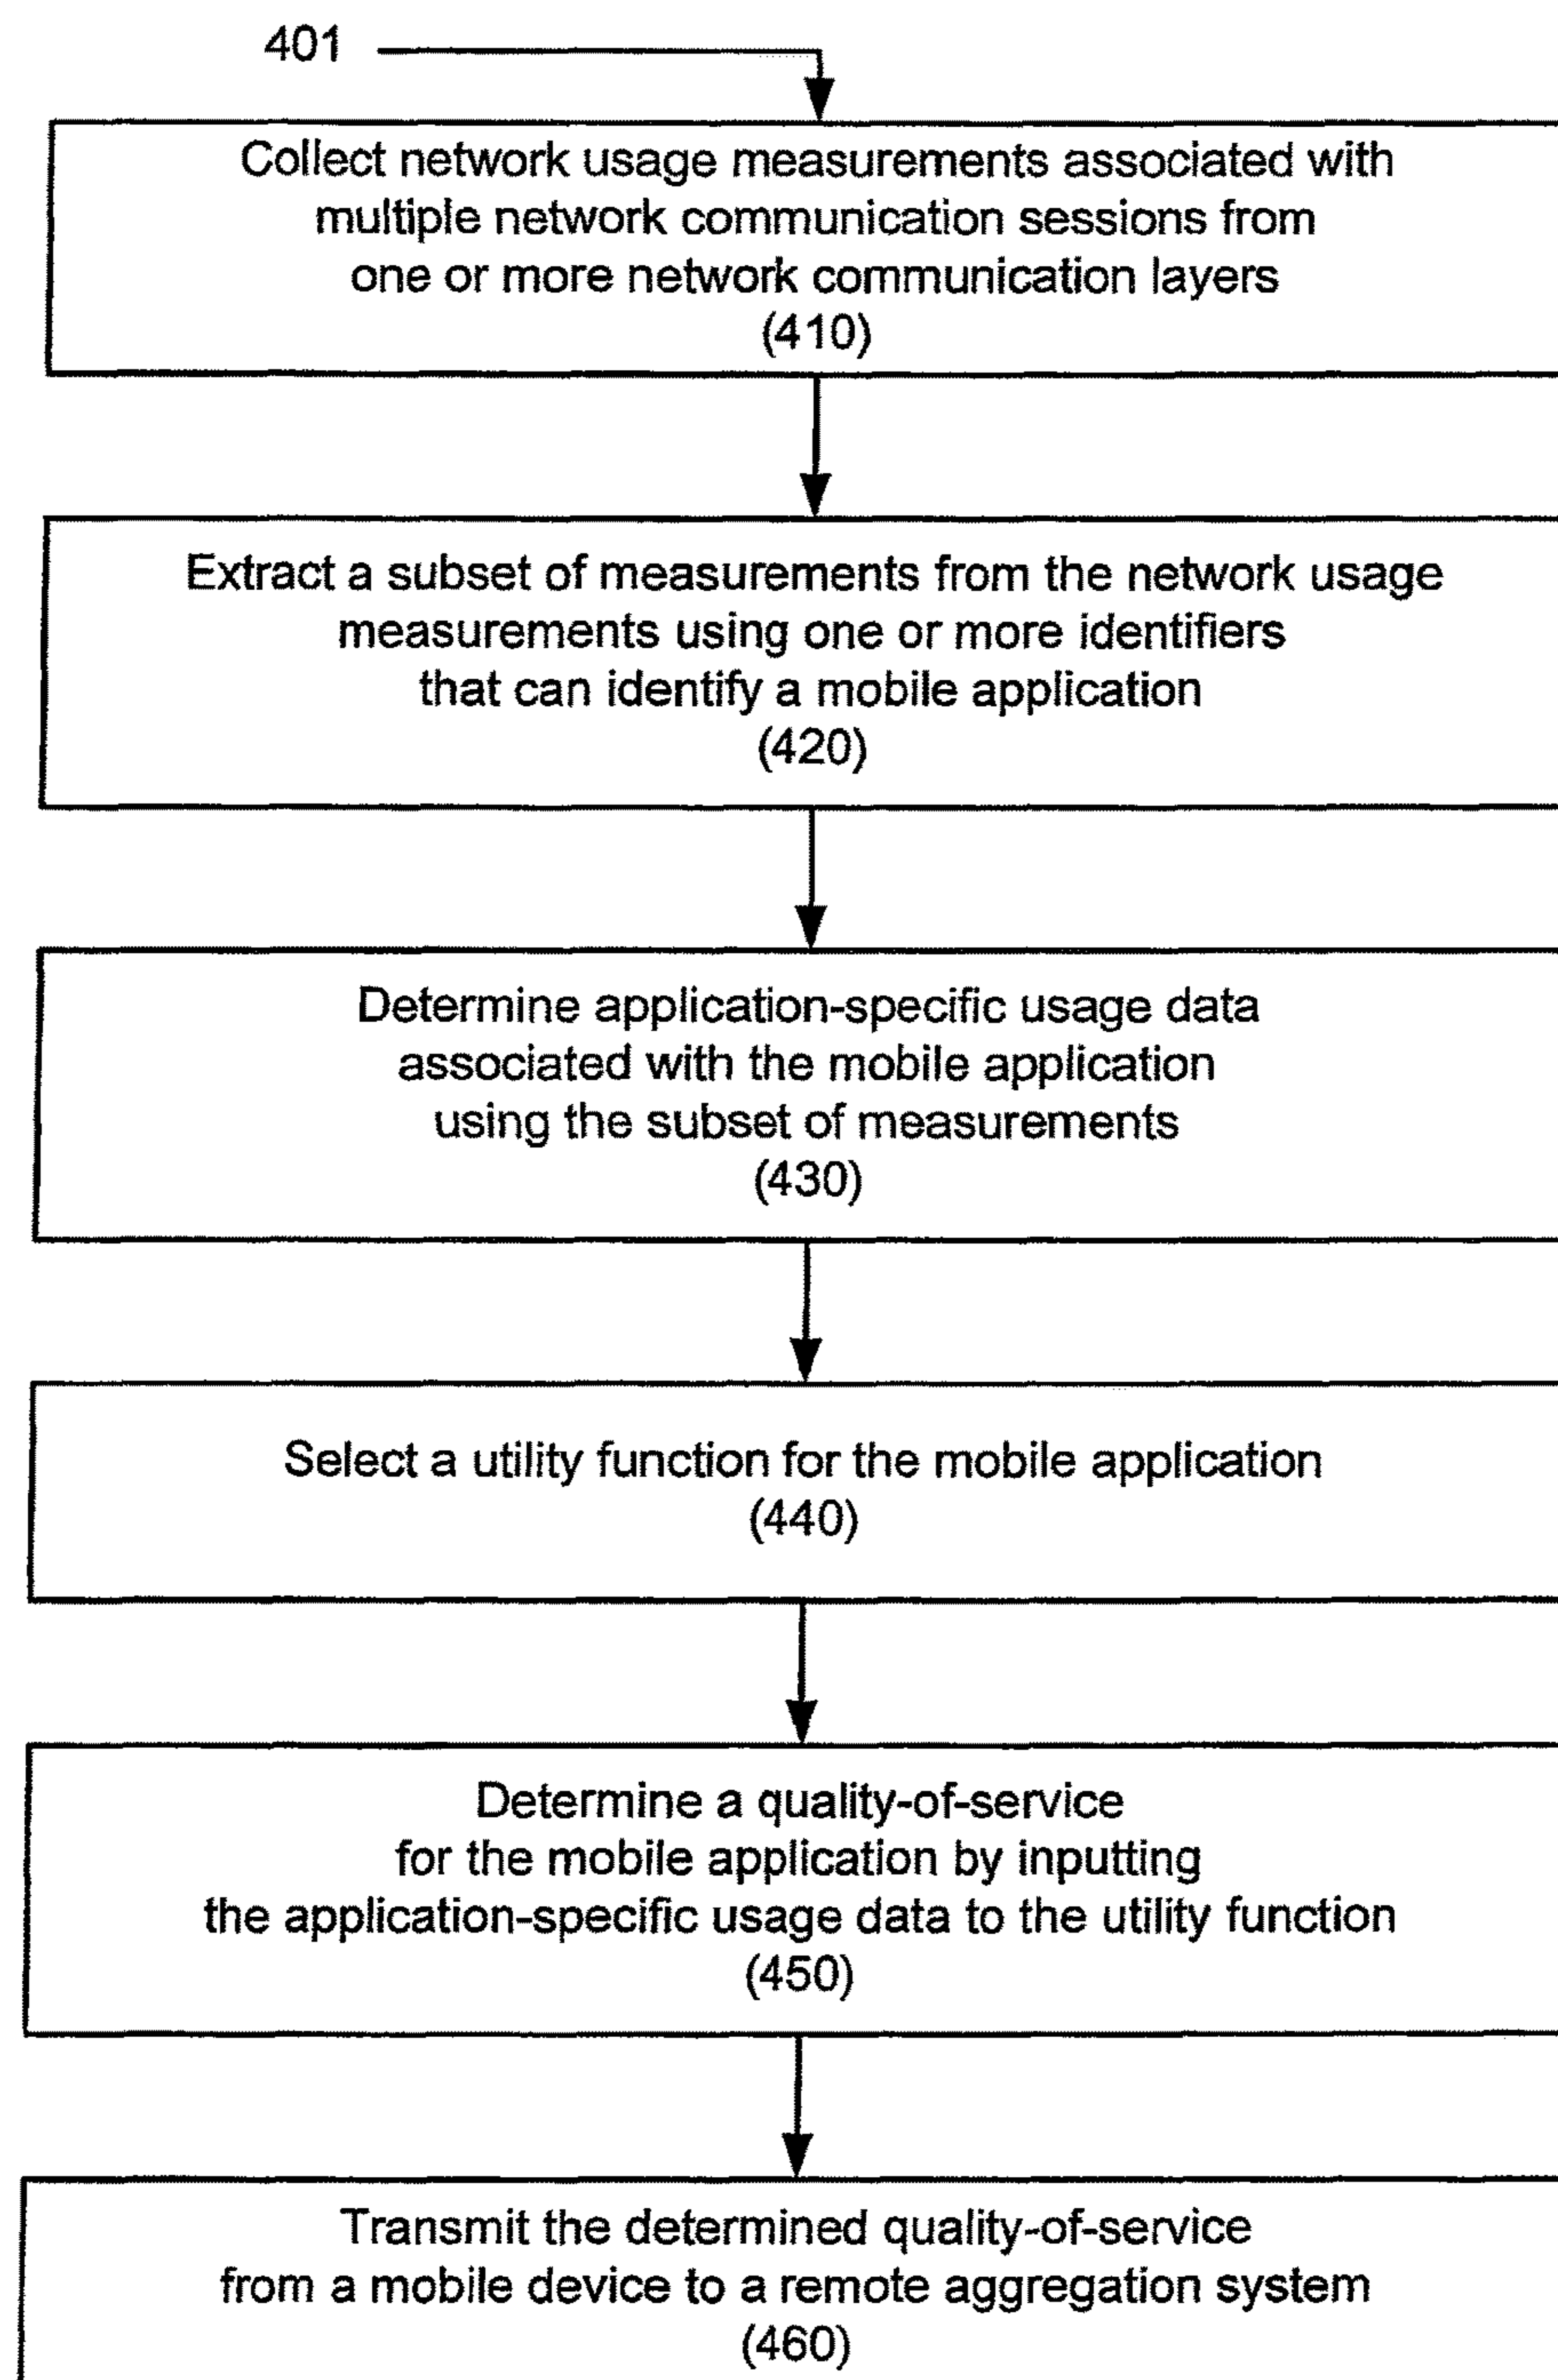 401
Collect network usage measurements associated with
multiple network communication sessions from
one or more network communication layers
(410)
Extract a subset of measurements from the network usage
measurements using one or more identifiers
that can identify a mobile application
(420)
Determine application-specific usage data
associated with the mobile application
using the subset of measurements
(430)
Select a utility function for the mobile application
(440)
Determine a quality-of-service
for the mobile application by inputting
the application-specific usage data to the utility function
(450)
Transmit the determined quality-of-service
from a mobile device to a remote aggregation system
(460)